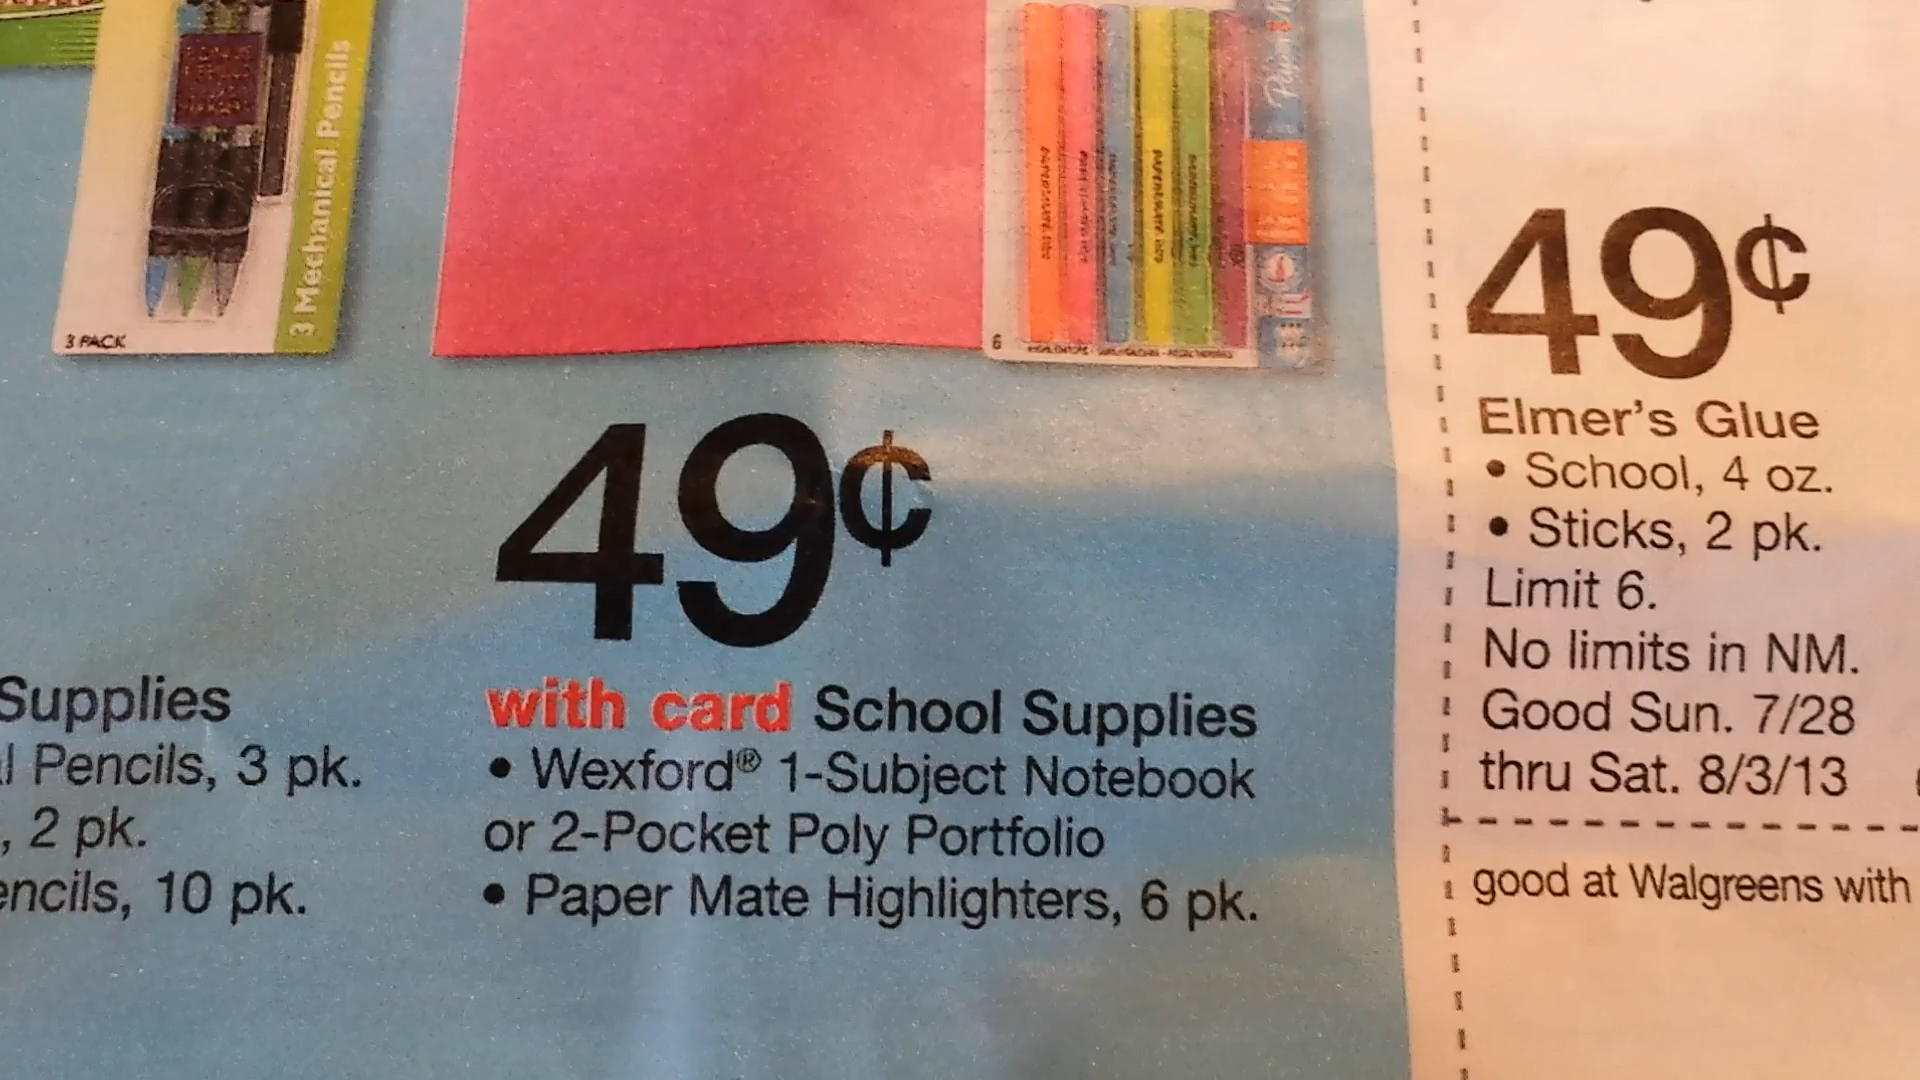 3 Mechanical Pencils
3 PACK
6
49¢
with card School Supplies
• Wexford® 1-Subject Notebook
or 2-Pocket Poly Portfolio
• Paper Mate Highlighters, 6 pk.
Supplies
Pencils, 3 pk.
, 2 pk.
encils, 10 pk.
49¢
Elmer's Glue
• School, 4 oz.
• Sticks, 2 pk.
Limit 6.
No limits in NM.
Good Sun. 7/28
thru Sat. 8/3/13
good at Walgreens with